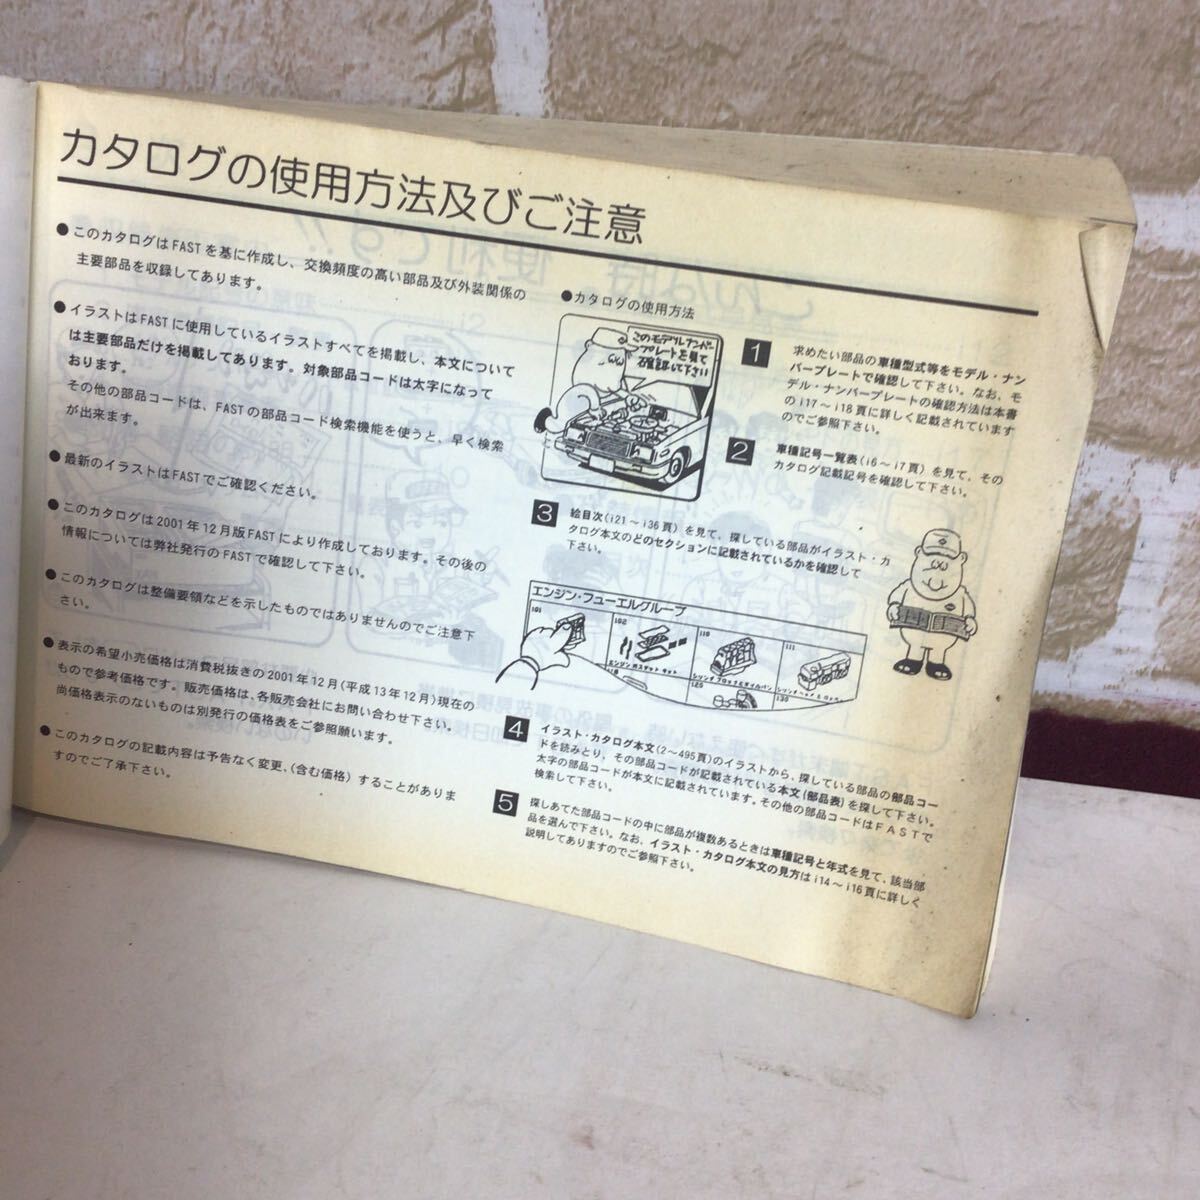 カタログの使用方法及びご注意
●このカタログはFASTを基に作成し、交換頻度の高い部品及び外装関係の
主要部品を収録してあります。
●イラストはFASTに使用しているイラストすべてを掲載し、本文について
は主要部品だけを掲載してあります。対象部品コードは太字になって
おります。
その他の部品コードは、FASTの部品コード検索機能を使うと、早く検索
が出来ます。
●最新のイラストはFASTでご確認ください。
●このカタログは2001年12月版FASTにより作成しております。その後の
情報については弊社発行のFASTで確認して下さい。
●このカタログは整備要領などを示したものではありませんのでご注意下
さい。
●表示の希望小売価格は消費税抜きの2001年12月(平成13年12月)現在の
もので参考価格です。販売価格は、各販売会社にお問い合わせ下さい。
尚価格表示のないものは別発行の価格表をご参照願います。
●このカタログの記載内容は予告なく変更、(含む価格)することがありま
すのでご了承下さい。
●カタログの使用方法
このモデルナンバー
プレートを見て
確認して下さい
1 求めたい部品の車種型式等をモデル・ナン
バープレートで確認して下さい。なお、モ
デル・ナンバープレートの確認方法は本書
のi17～i18頁に詳しく記載されています
のでご参照下さい。
2 車種記号一覧表(i6～i7頁)を見て、その
カタログ記載記号を確認して下さい。
3 絵目次(i21～i36頁)を見て、探している部品がイラスト・カ
タログ本文のどのセクションに記載されているかを確認して
下さい。
エンジン・フューエルグループ
101
102
110
111
エンジン ガスケット キット
シリンダ ブロック & オイルパン
125
130
4 イラスト・カタログ本文(2～495頁)のイラストから、探している部品の部品コー
ドを読みとり、その部品コードが記載されている本文(部品表)を探して下さい。
太字の部品コードが本文に記載されています。その他の部品コードはFASTで
検索して下さい。
5 探しあてた部品コードの中に部品が複数あるときは車種記号と年式を見て、該当部
品を選んで下さい。なお、イラスト・カタログ本文の見方はi14～i16頁に詳しく
説明してありますのでご参照下さい。